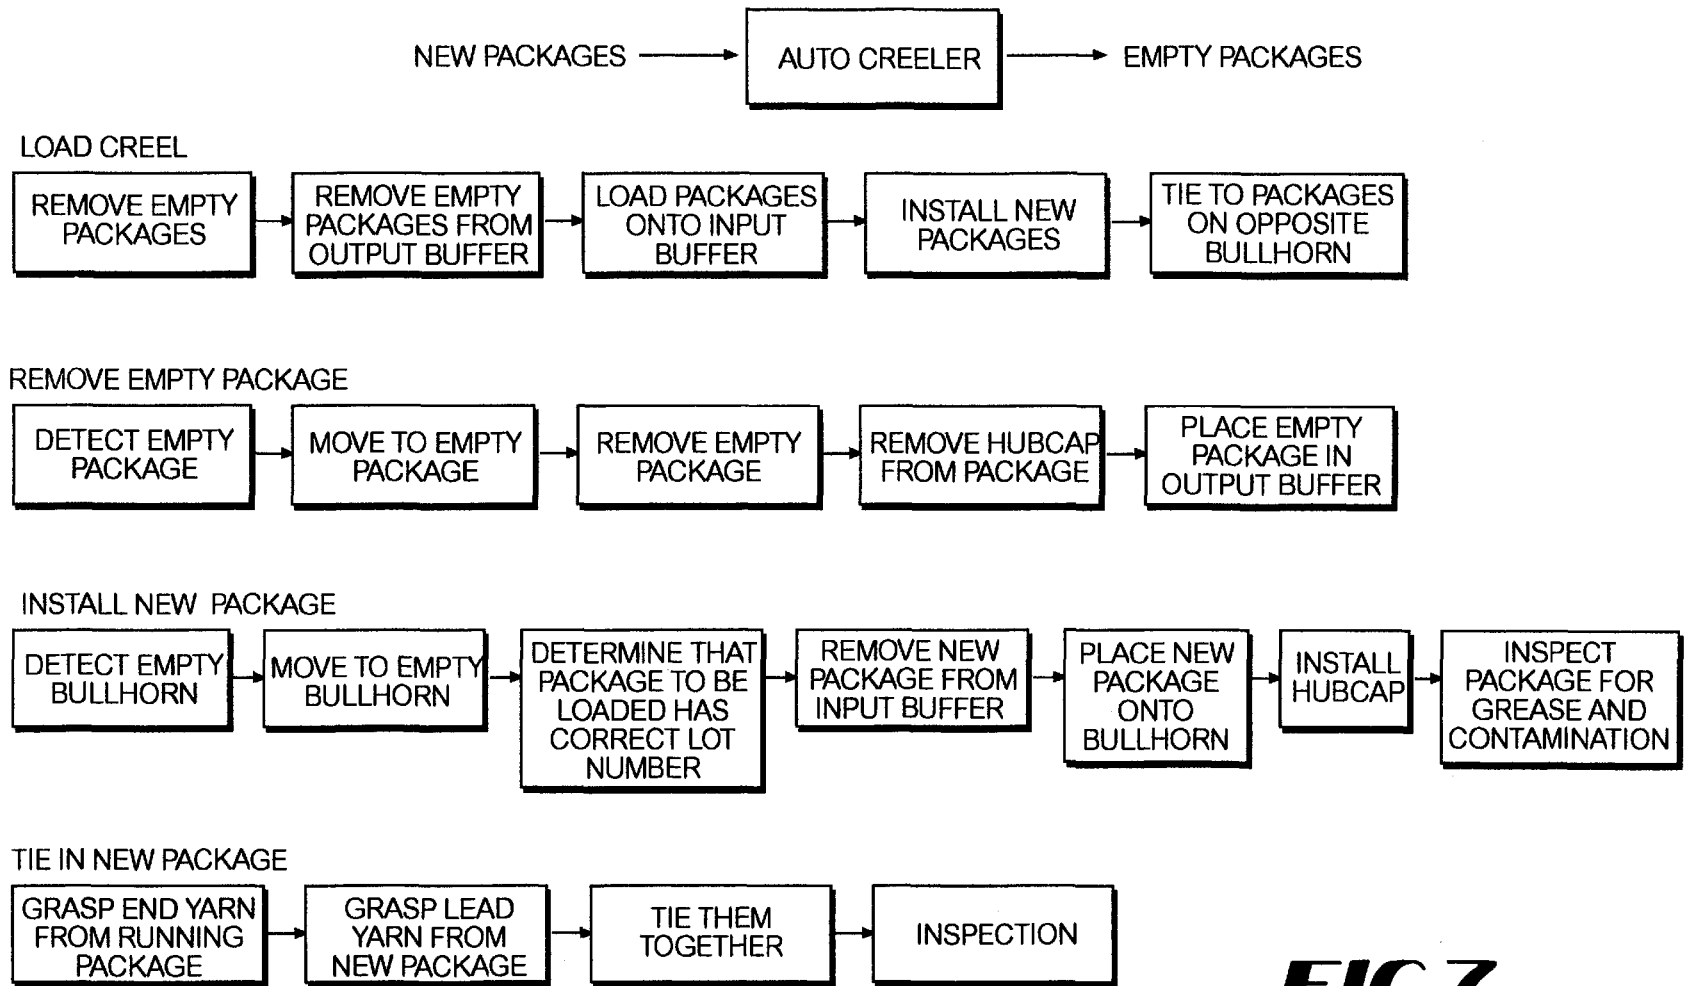 NEW PACKAGES
AUTO CREELER
EMPTY PACKAGES
LOAD CREEL
REMOVE EMPTY
PACKAGES
REMOVE EMPTY
PACKAGES FROM
OUTPUT BUFFER
LOAD PACKAGES
ONTO INPUT
BUFFER
INSTALL NEW
PACKAGES
TIE TO PACKAGES
ON OPPOSITE
BULLHORN
REMOVE EMPTY PACKAGE
DETECT EMPTY
PACKAGE
MOVE TO EMPTY
PACKAGE
REMOVE EMPTY
PACKAGE
REMOVE HUBCAP
FROM PACKAGE
PLACE EMPTY
PACKAGE IN
OUTPUT BUFFER
INSTALL NEW PACKAGE
DETECT EMPTY
BULLHORN
MOVE TO EMPTY
BULLHORN
DETERMINE THAT
PACKAGE TO BE
LOADED HAS
CORRECT LOT
NUMBER
REMOVE NEW
PACKAGE FROM
INPUT BUFFER
PLACE NEW
PACKAGE
ONTO
BULLHORN
INSTALL
HUBCAP
INSPECT
PACKAGE FOR
GREASE AND
CONTAMINATION
TIE IN NEW PACKAGE
GRASP END YARN
FROM RUNNING
PACKAGE
GRASP LEAD
YARN FROM
NEW PACKAGE
TIE THEM
TOGETHER
INSPECTION
FIG 7